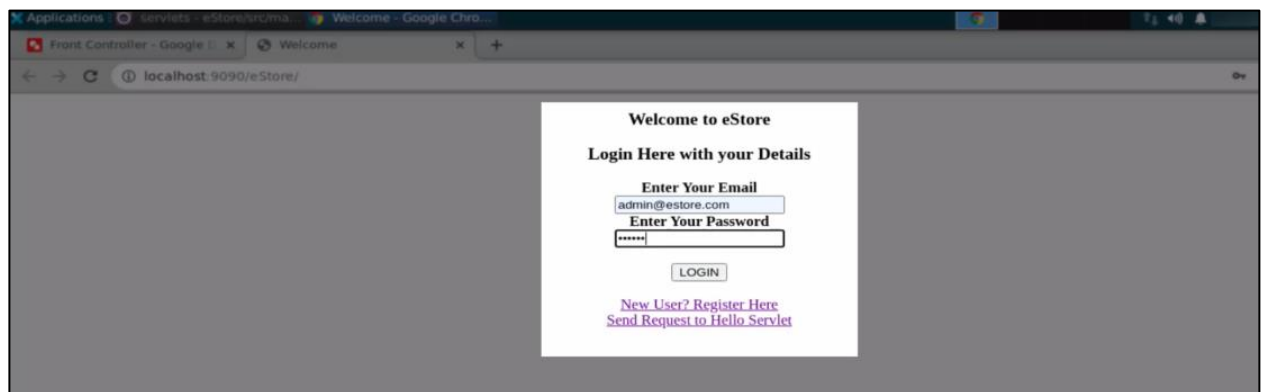 Applications servlets - eStore/src/ma... Welcome - Google Chro...
Front Controller - Google D Welcome
localhost:9090/eStore/
Welcome to eStore
Login Here with your Details
Enter Your Email
admin@estore.com
Enter Your Password
••••••
LOGIN
New User? Register Here
Send Request to Hello Servlet